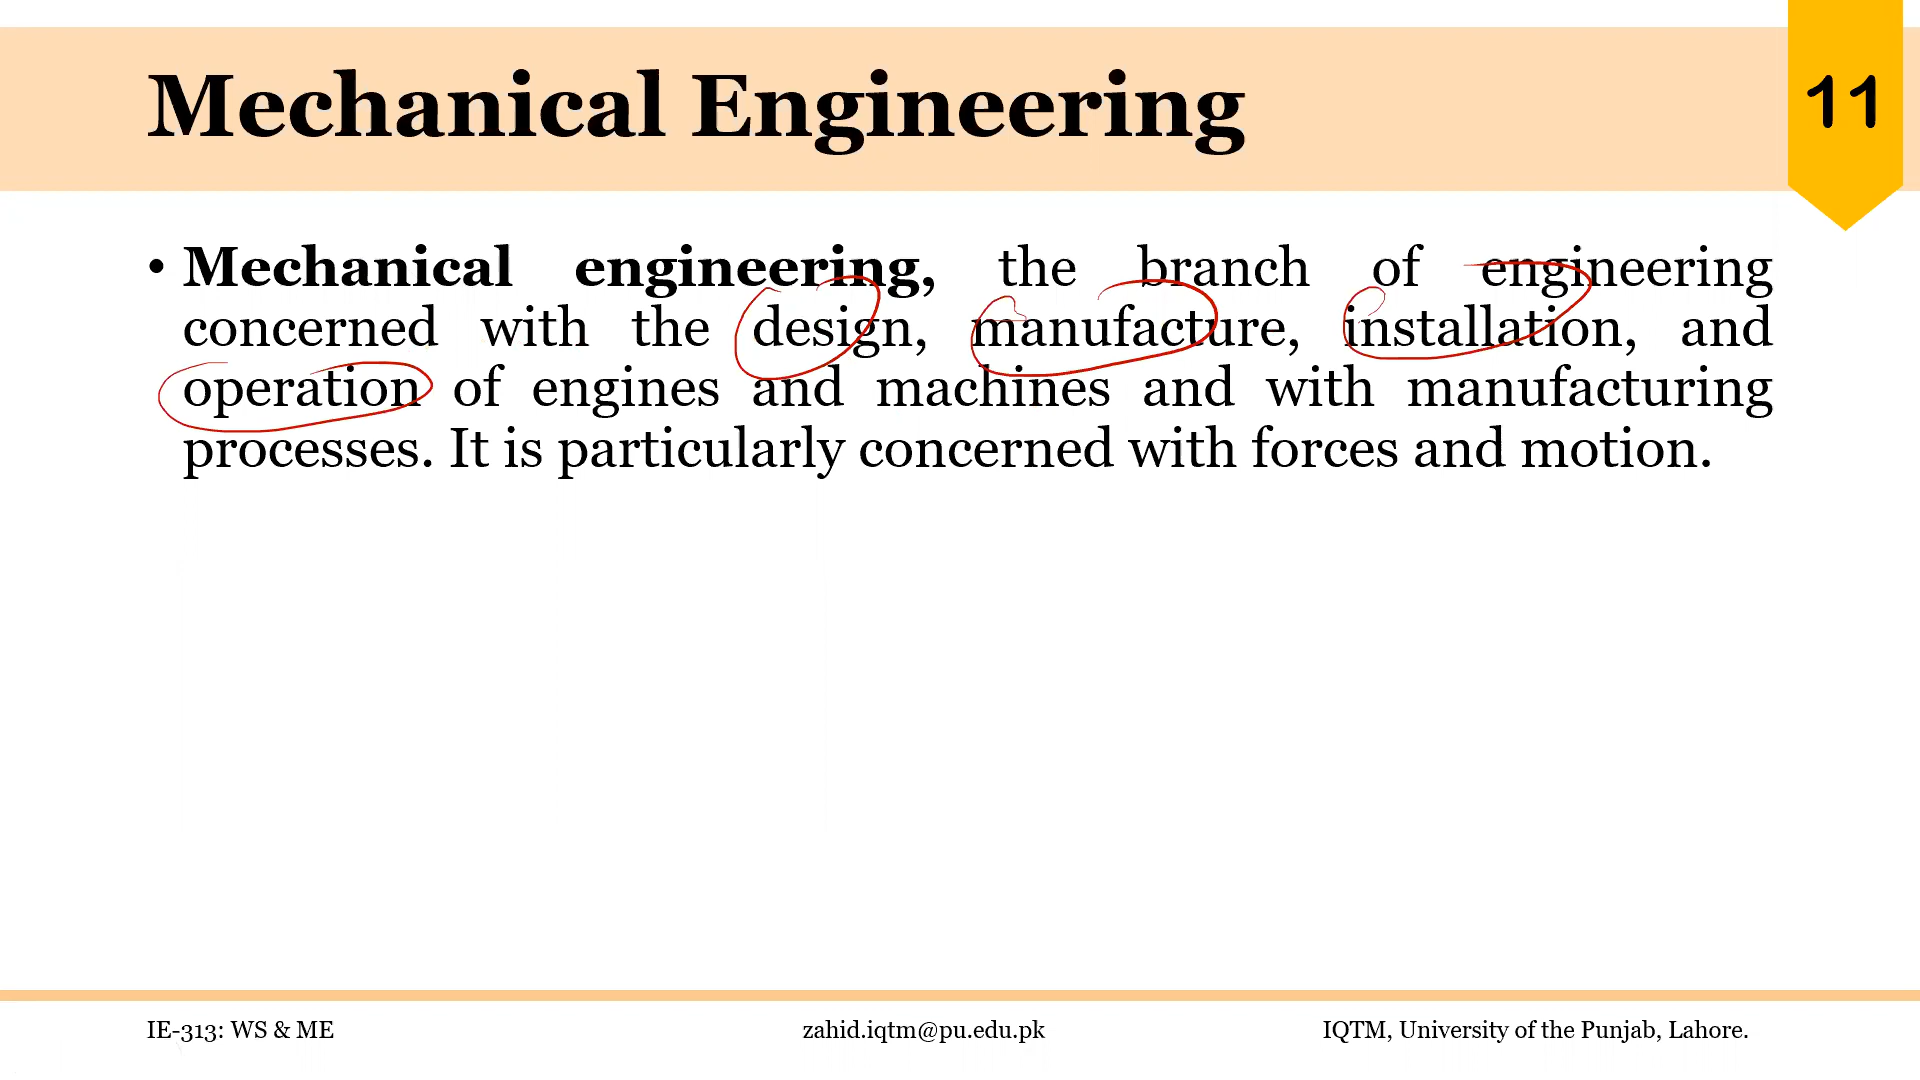 Mechanical Engineering
11
• Mechanical engineering, the branch of engineering
concerned with the design, manufacture, installation, and
operation of engines and machines and with manufacturing
processes. It is particularly concerned with forces and motion.
IE-313: WS & ME
zahid.iqtm@pu.edu.pk
IQTM, University of the Punjab, Lahore.